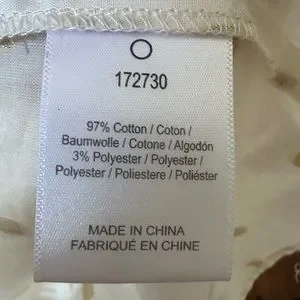 172730
97% Cotton / Coton /
Baumwolle / Cotone / Algodón
3% Polyester / Polyester /
Polyester / Poliestere / Poliéster
MADE IN CHINA
FABRIQUÉ EN CHINE